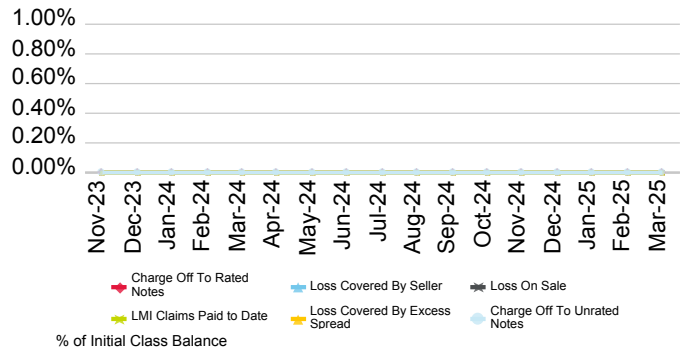 1.00%
0.80%
0.60%
0.40%
0.20%
0.00%
Nov-23
Dec-23
Jan-24
Feb-24
Mar-24
Apr-24
May-24
Jun-24
Jul-24
Aug-24
Sep-24
Oct-24
Nov-24
Dec-24
Jan-25
Feb-25
Mar-25
Charge Off To Rated
Notes
Loss Covered By Seller
Loss On Sale
LMI Claims Paid to Date
Loss Covered By Excess
Spread
Charge Off To Unrated
Notes
% of Initial Class Balance